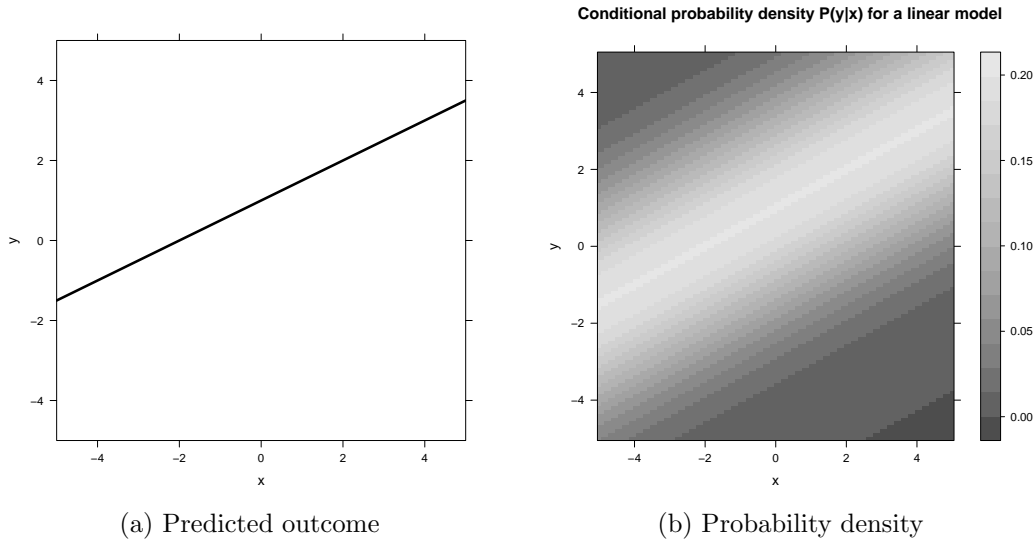 Conditional probability density P(y|x) for a linear model
4
2
0
−2
−4
y
−4 −2 0 2 4
x
4
2
0
−2
−4
y
−4 −2 0 2 4
x
0.20
0.15
0.10
0.05
0.00
(a) Predicted outcome
(b) Probability density